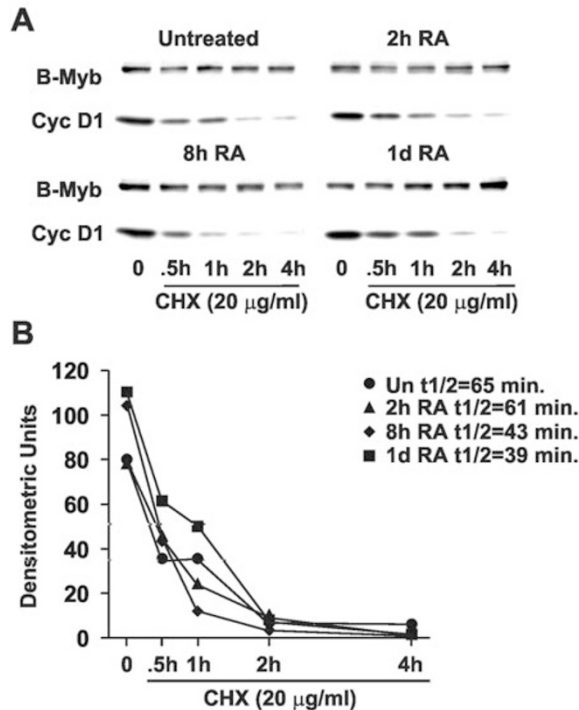 A
Untreated
2h RA
B-Myb
Cyc D1
8h RA
1d RA
B-Myb
Cyc D1
0 .5h 1h 2h 4h 0 .5h 1h 2h 4h
CHX (20 μg/ml) CHX (20 μg/ml)
B
Densitometric Units
120
100
80
60
40
20
0
Un t1/2=65 min.
2h RA t1/2=61 min.
8h RA t1/2=43 min.
1d RA t1/2=39 min.
0 .5h 1h 2h 4h
CHX (20 μg/ml)